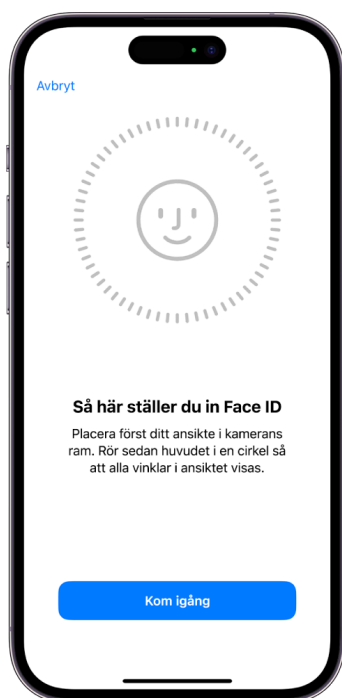 Avbryt
Så här ställer du in Face ID
Placera först ditt ansikte i kamerans
ram. Rör sedan huvudet i en cirkel så
att alla vinklar i ansiktet visas.
Kom igång